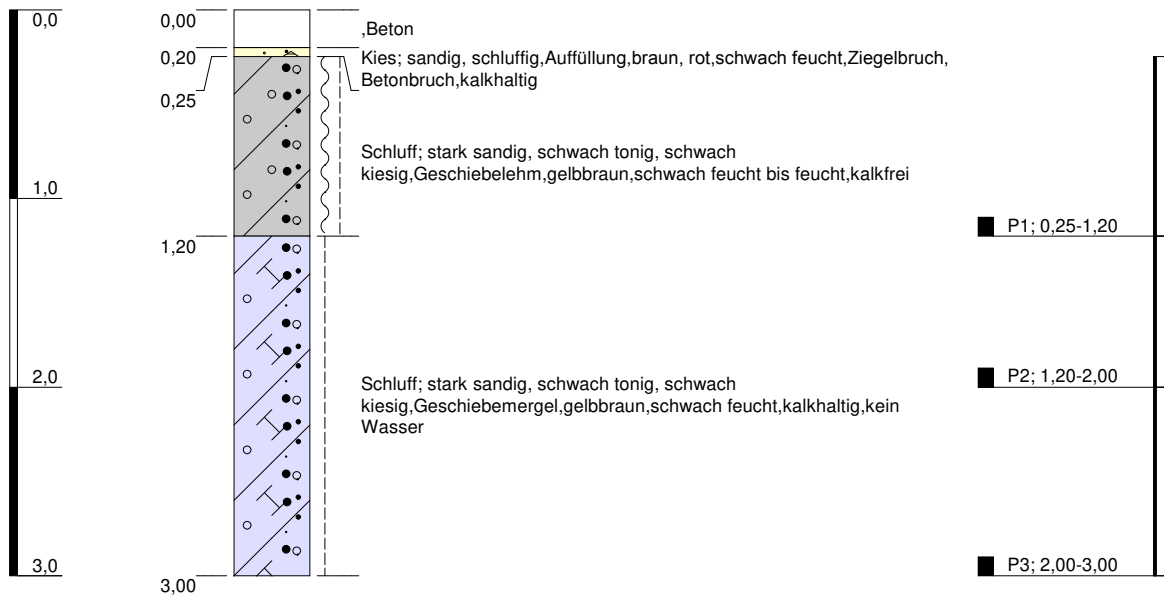 0,0
0,00
,Beton
0,20
Kies; sandig, schluffig,Auffüllung,braun, rot,schwach feucht,Ziegelbruch,
Betonbruch,kalkhaltig
0,25
Schluff; stark sandig, schwach tonig, schwach
kiesig,Geschiebelehm,gelbbraun,schwach feucht bis feucht,kalkfrei
1,0
P1; 0,25-1,20
1,20
2,0
P2; 1,20-2,00
Schluff; stark sandig, schwach tonig, schwach
kiesig,Geschiebemergel,gelbbraun,schwach feucht,kalkhaltig,kein
Wasser
3,0
P3; 2,00-3,00
3,00